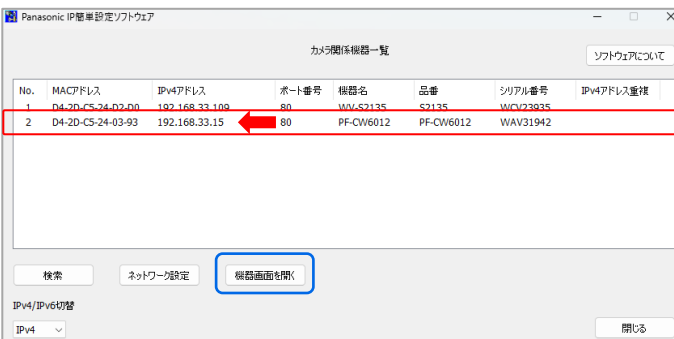 Panasonic IP簡単設定ソフトウェア
カメラ関係機器一覧
ソフトウェアについて
No. MACアドレス IPv4アドレス ポート番号 機器名 品番 シリアル番号 IPv4アドレス重複
1 D4-2D-C5-24-D2-D0 192.168.33.109 80 WV-S2135 S2135 WCV23935
2 D4-2D-C5-24-03-93 192.168.33.15 80 PF-CW6012 PF-CW6012 WAV31942
検索 ネットワーク設定 機器画面を開く
IPv4/IPv6切替
IPv4 閉じる